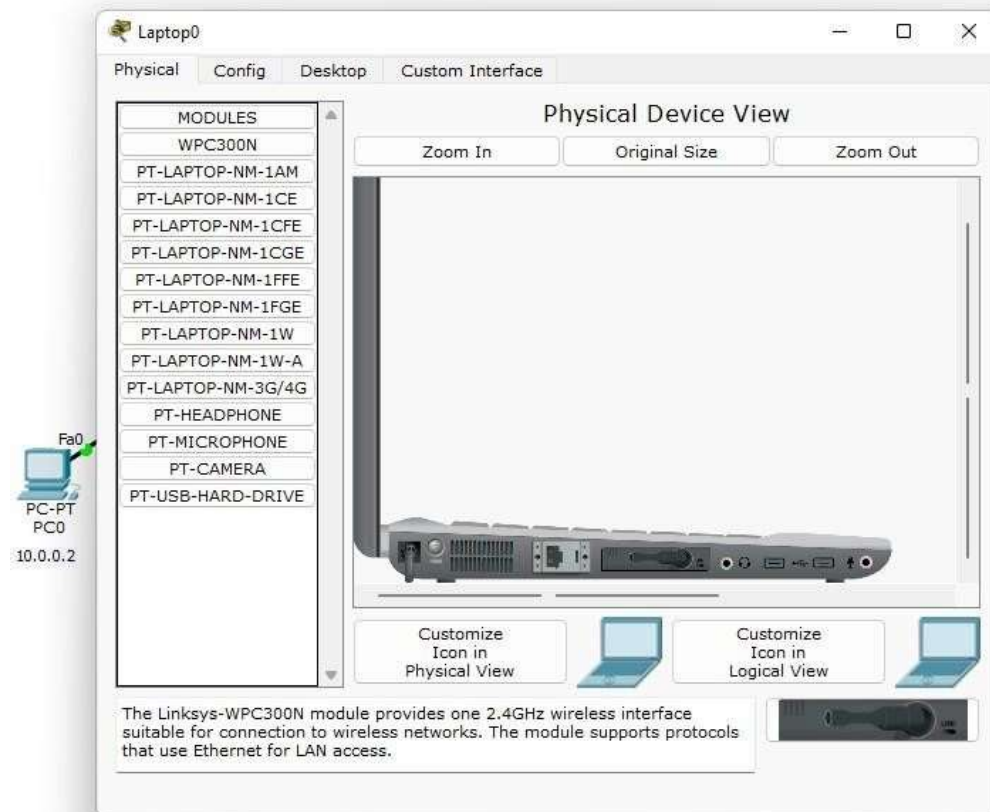 Laptop0
Physical Config Desktop Custom Interface
MODULES
WPC300N
PT-LAPTOP-NM-1AM
PT-LAPTOP-NM-1CE
PT-LAPTOP-NM-1CFE
PT-LAPTOP-NM-1CGE
PT-LAPTOP-NM-1FFE
PT-LAPTOP-NM-1FGE
PT-LAPTOP-NM-1W
PT-LAPTOP-NM-1W-A
PT-LAPTOP-NM-3G/4G
PT-HEADPHONE
PT-MICROPHONE
PT-CAMERA
PT-USB-HARD-DRIVE
Physical Device View
Zoom In Original Size Zoom Out
Fa0
PC-PT
PC0
10.0.0.2
Customize
Icon in
Physical View
Customize
Icon in
Logical View
The Linksys-WPC300N module provides one 2.4GHz wireless interface
suitable for connection to wireless networks. The module supports protocols
that use Ethernet for LAN access.